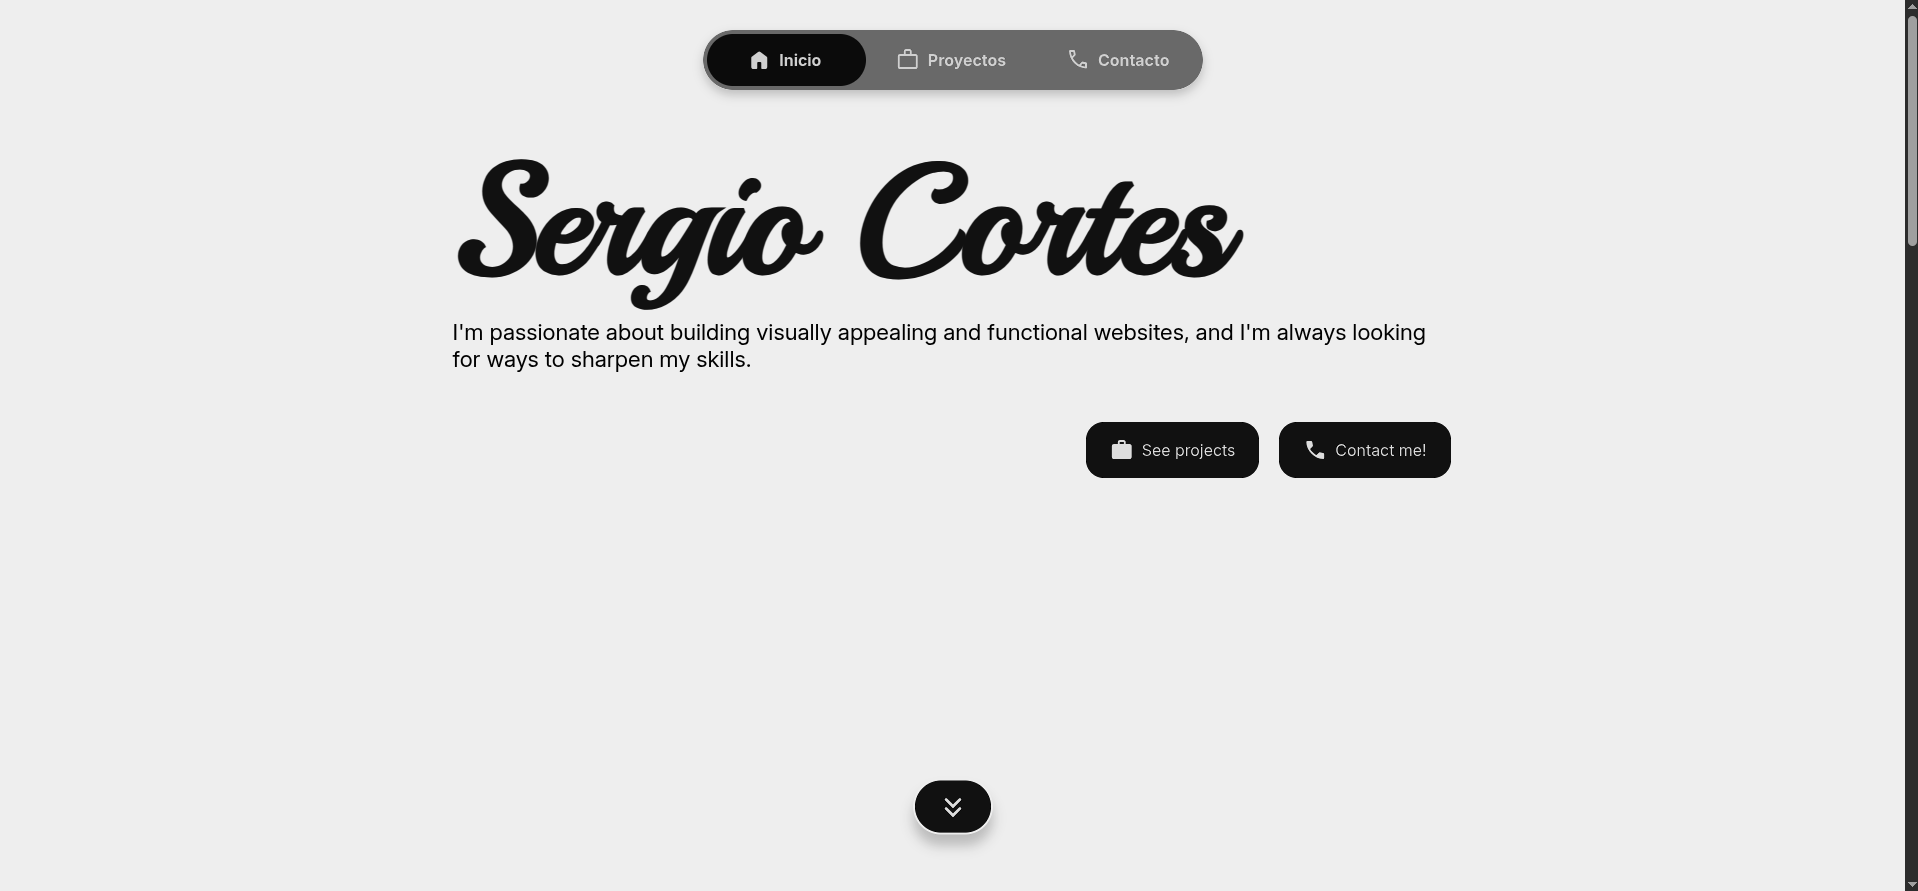 Inicio Proyectos Contacto
Sergio Cortes
I'm passionate about building visually appealing and functional websites, and I'm always looking
for ways to sharpen my skills.
See projects Contact me!